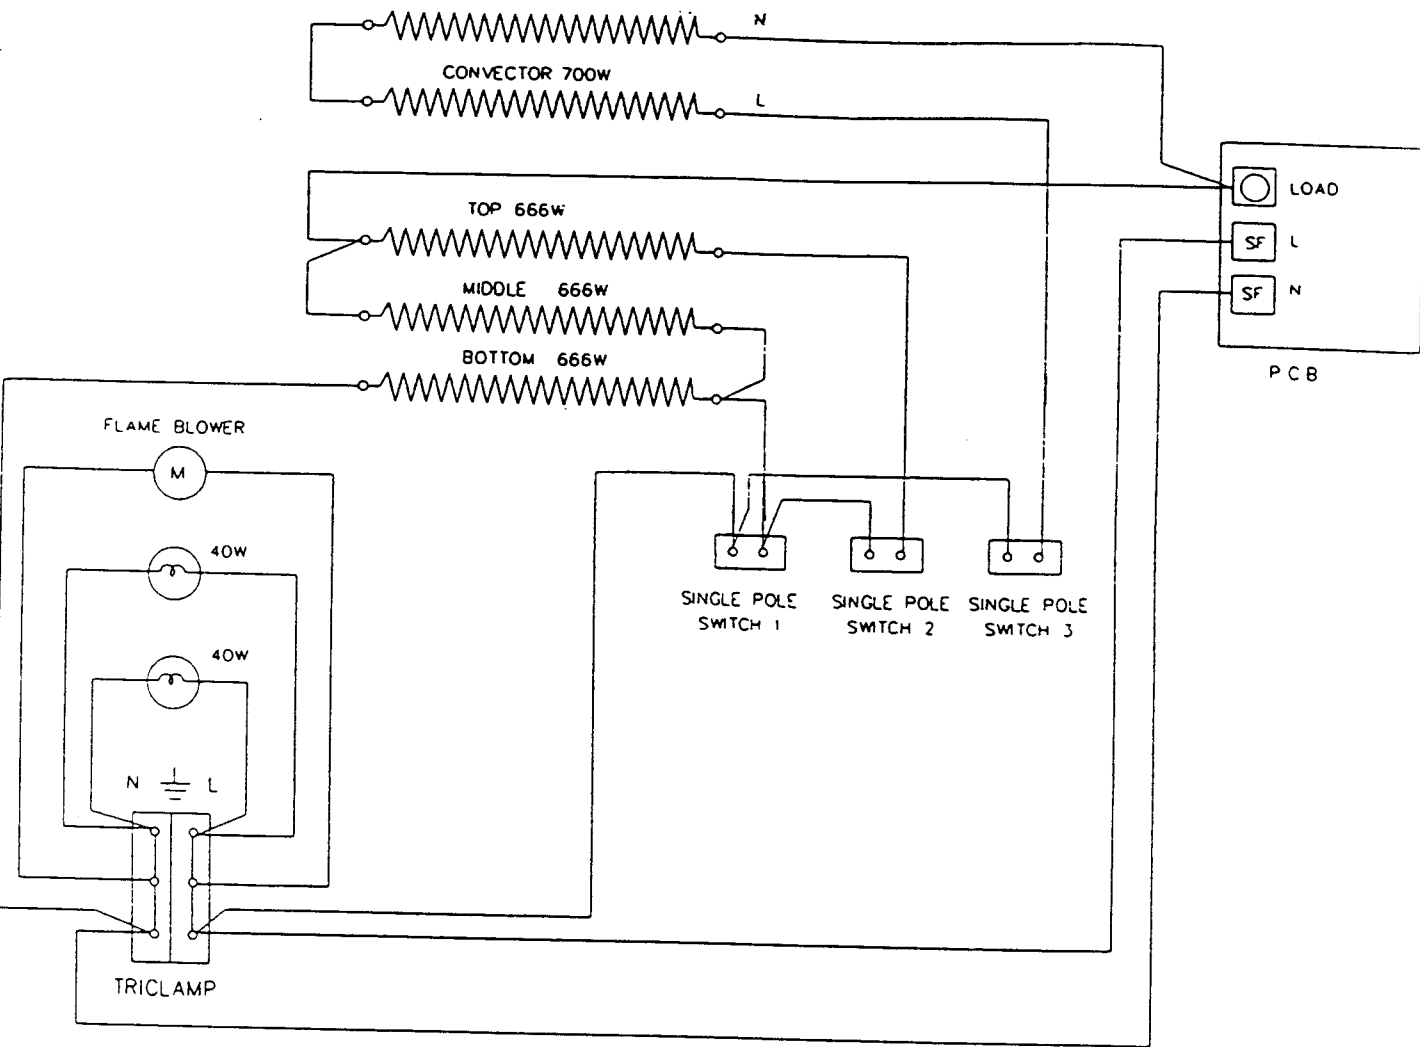 N
CONVECTOR 700W
L
LOAD
TOP 666W
SF L
MIDDLE 666W
SF N
BOTTOM 666W
PCB
FLAME BLOWER
M
40W
SINGLE POLE
SWITCH 1
SINGLE POLE
SWITCH 2
SINGLE POLE
SWITCH 3
40W
N L
TRICLAMP